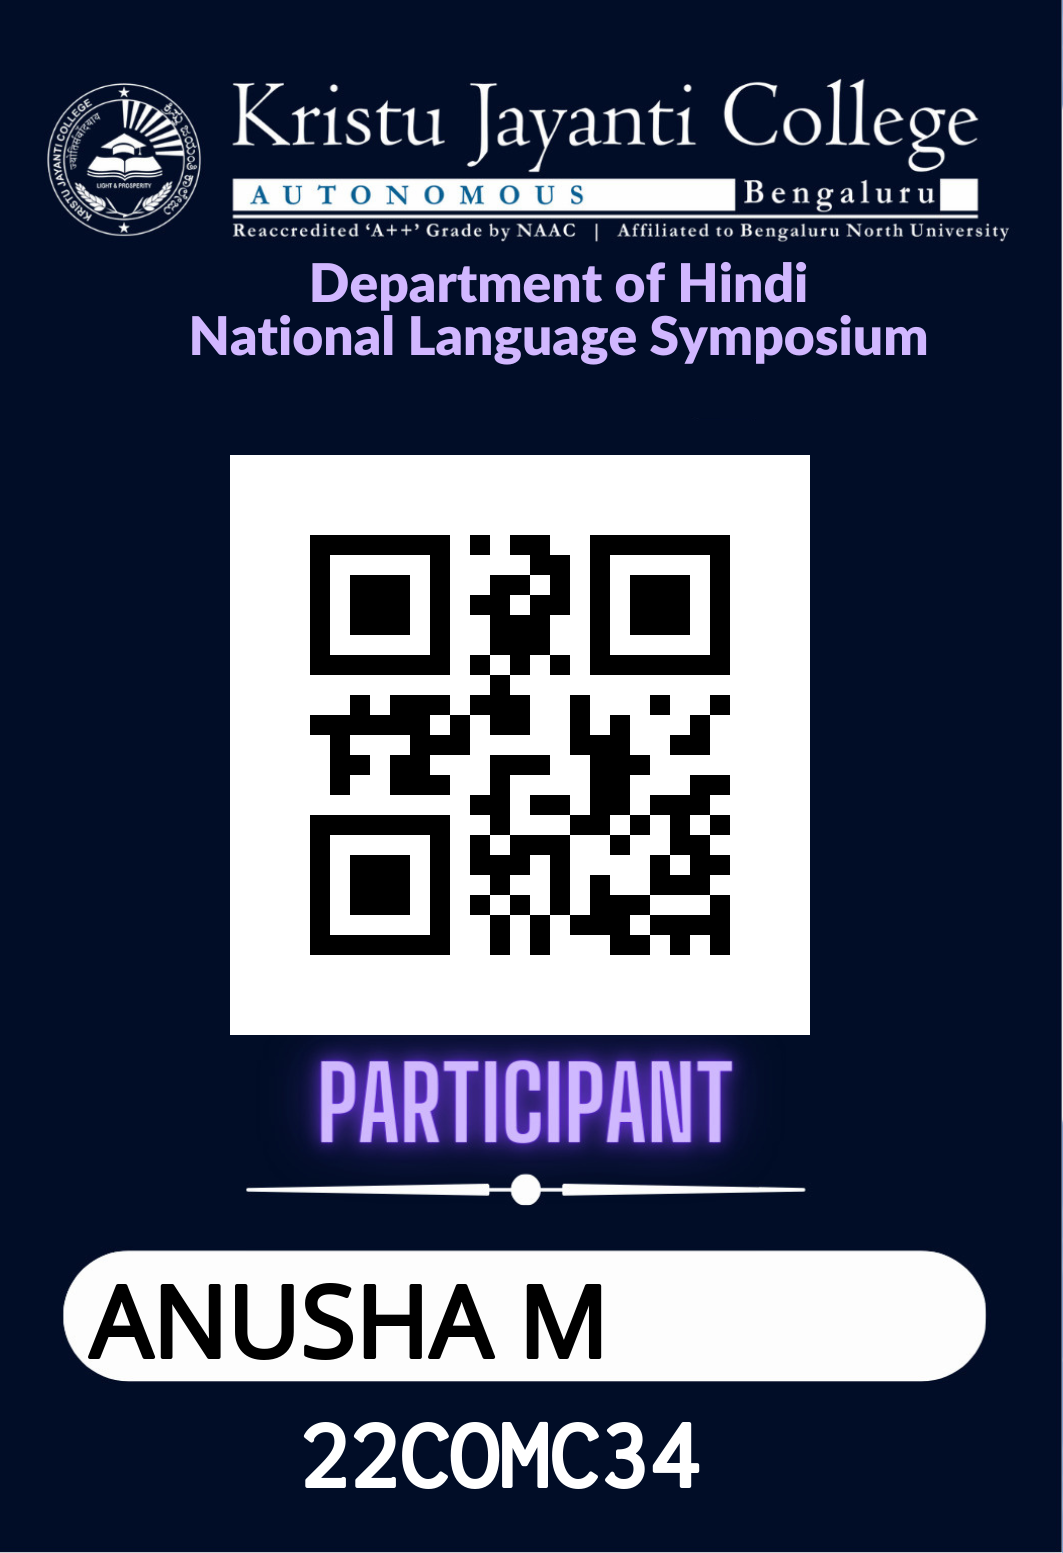 KRISTU JAYANTI COLLEGE
LIGHT & PROSPERITY
Kristu Jayanti College
AUTONOMOUS Bengaluru
Reaccredited ‘A++’ Grade by NAAC | Affiliated to Bengaluru North University
Department of Hindi
National Language Symposium
PARTICIPANT
ANUSHA M
22COMC34